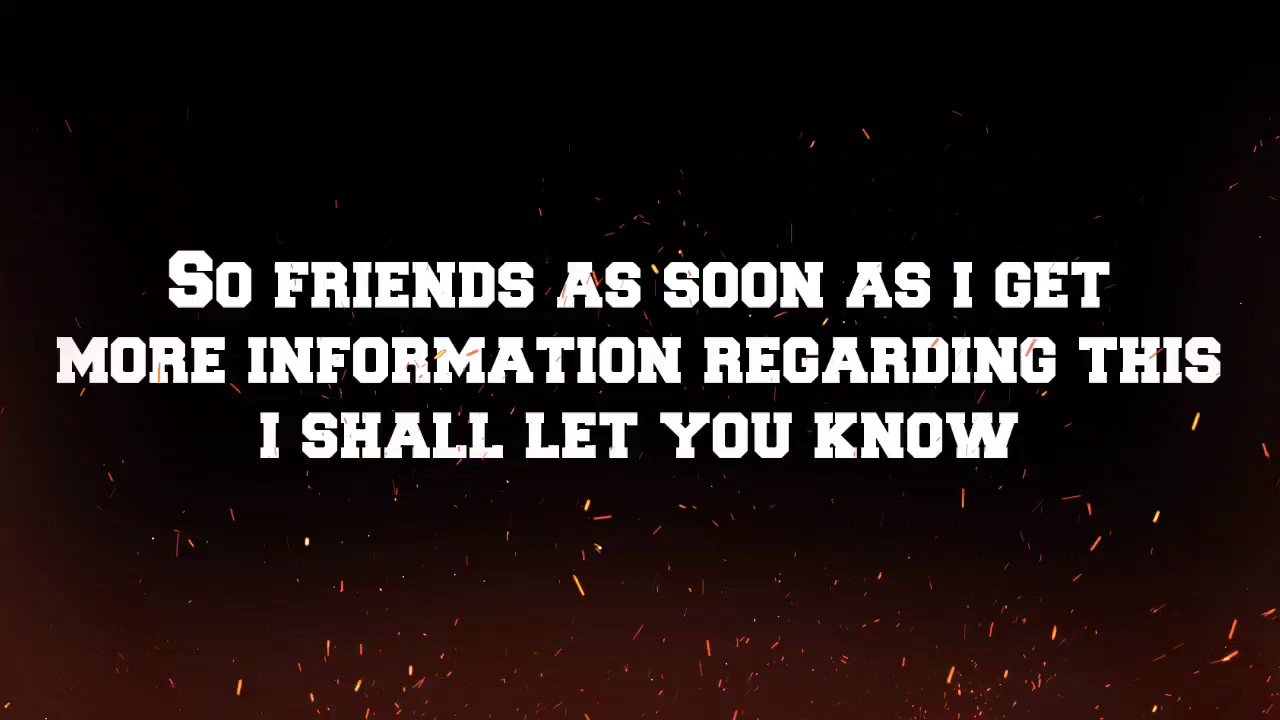 So friends as soon as i get
more information regarding this
i shall let you know